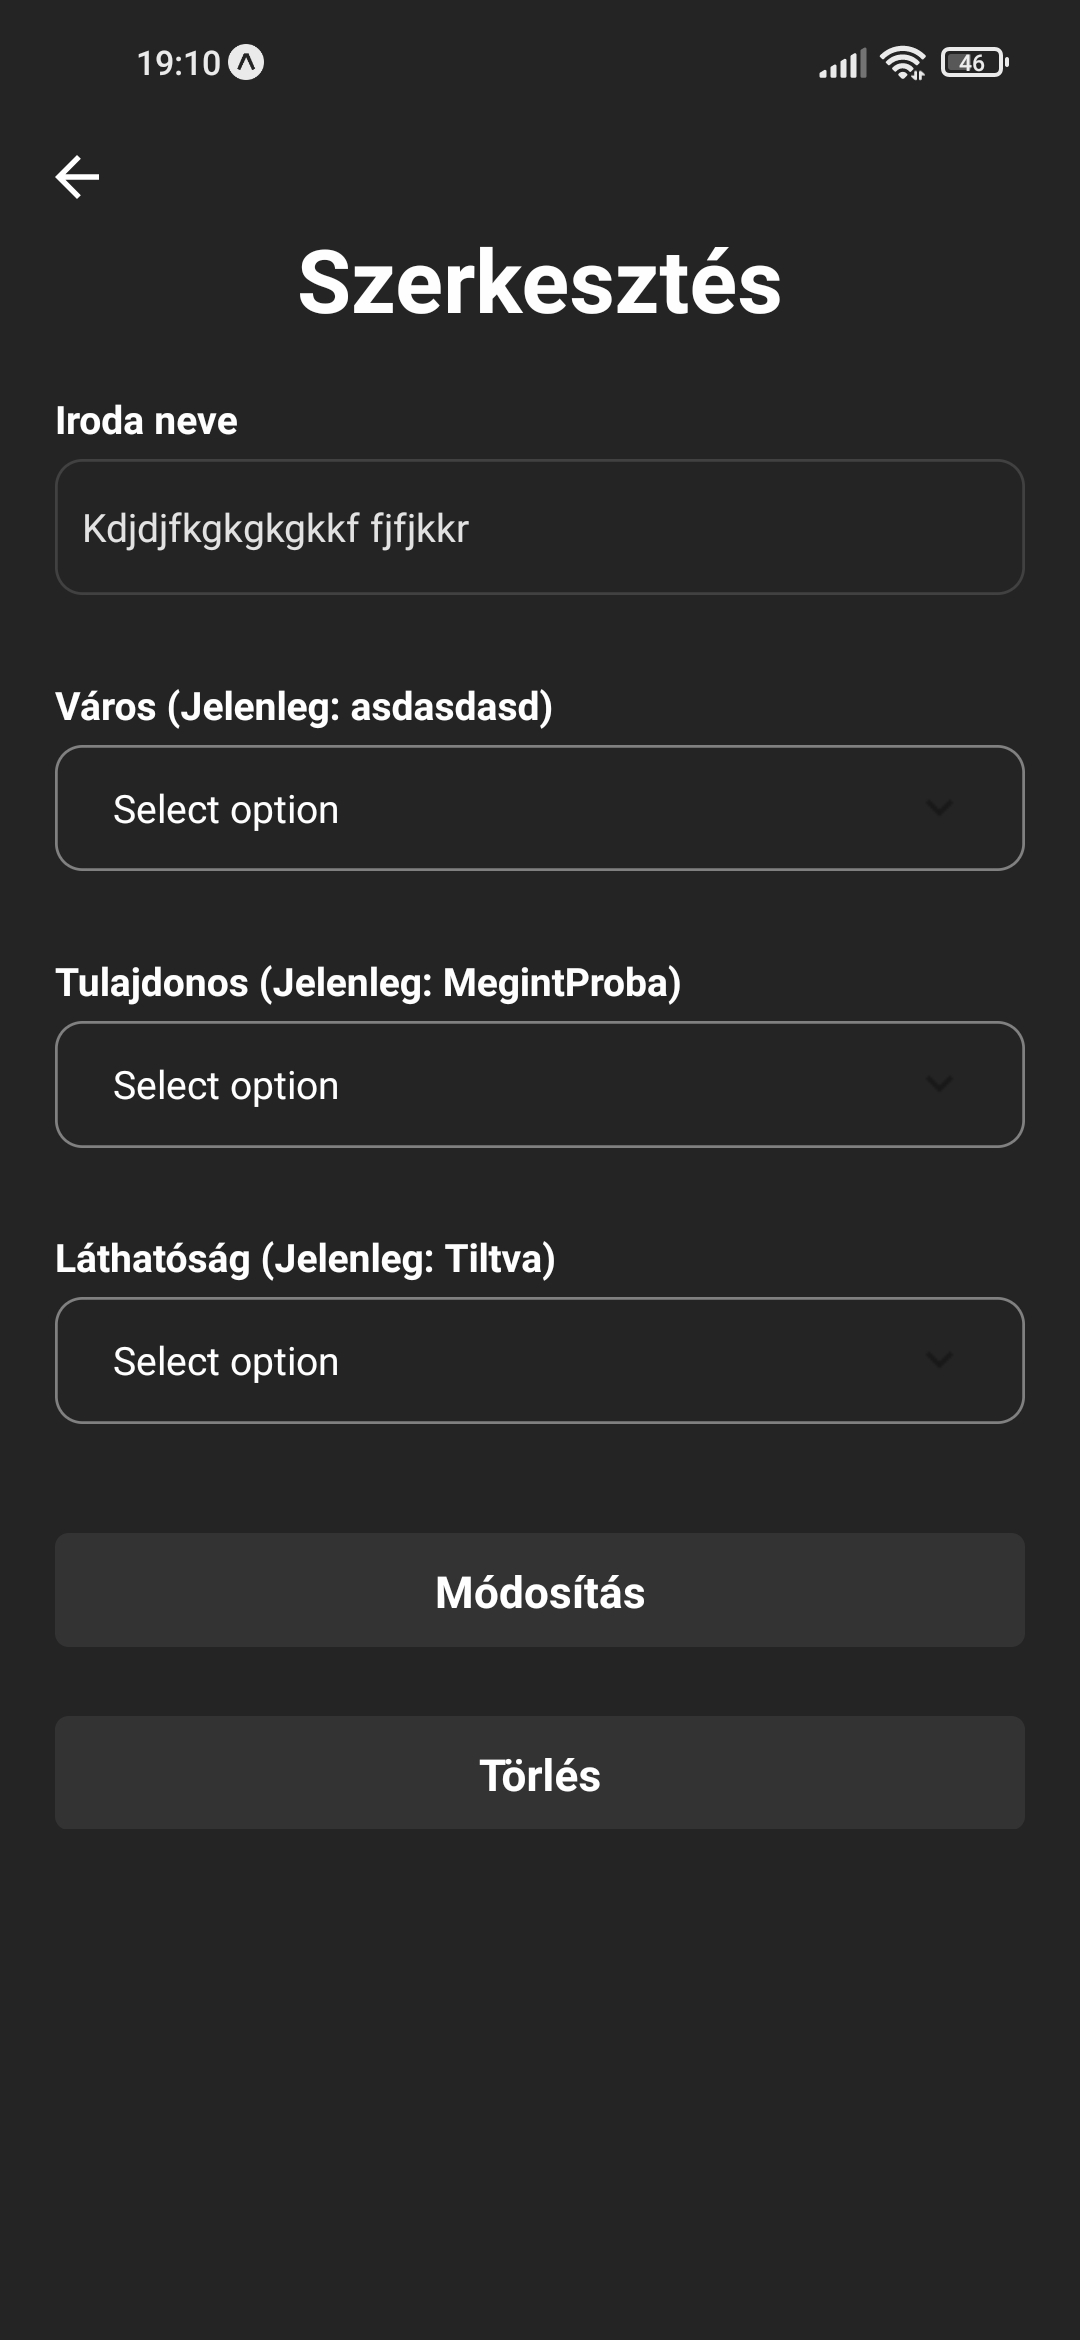 19:10
46
Szerkesztés
Iroda neve
Kdjdjfkgkgkgkkf fjfjkkr
Város (Jelenleg: asdasdasd)
Select option
Tulajdonos (Jelenleg: MegintProba)
Select option
Láthatóság (Jelenleg: Tiltva)
Select option
Módosítás
Törlés